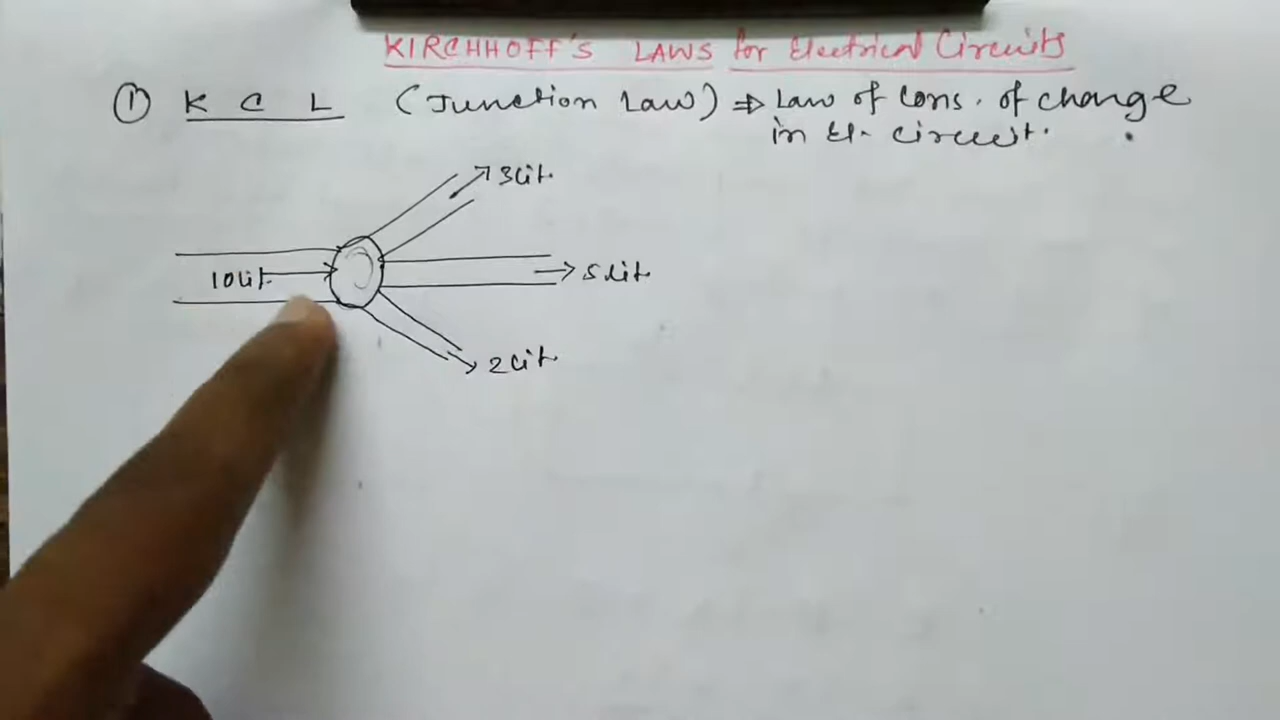 KIRCHHOFF'S LAWS for Electrical Circuits
① K C L (Junction Law) ⇒ Law of Cons. of change
in El. circuit.
3lit.
10lit.
5lit
2lit